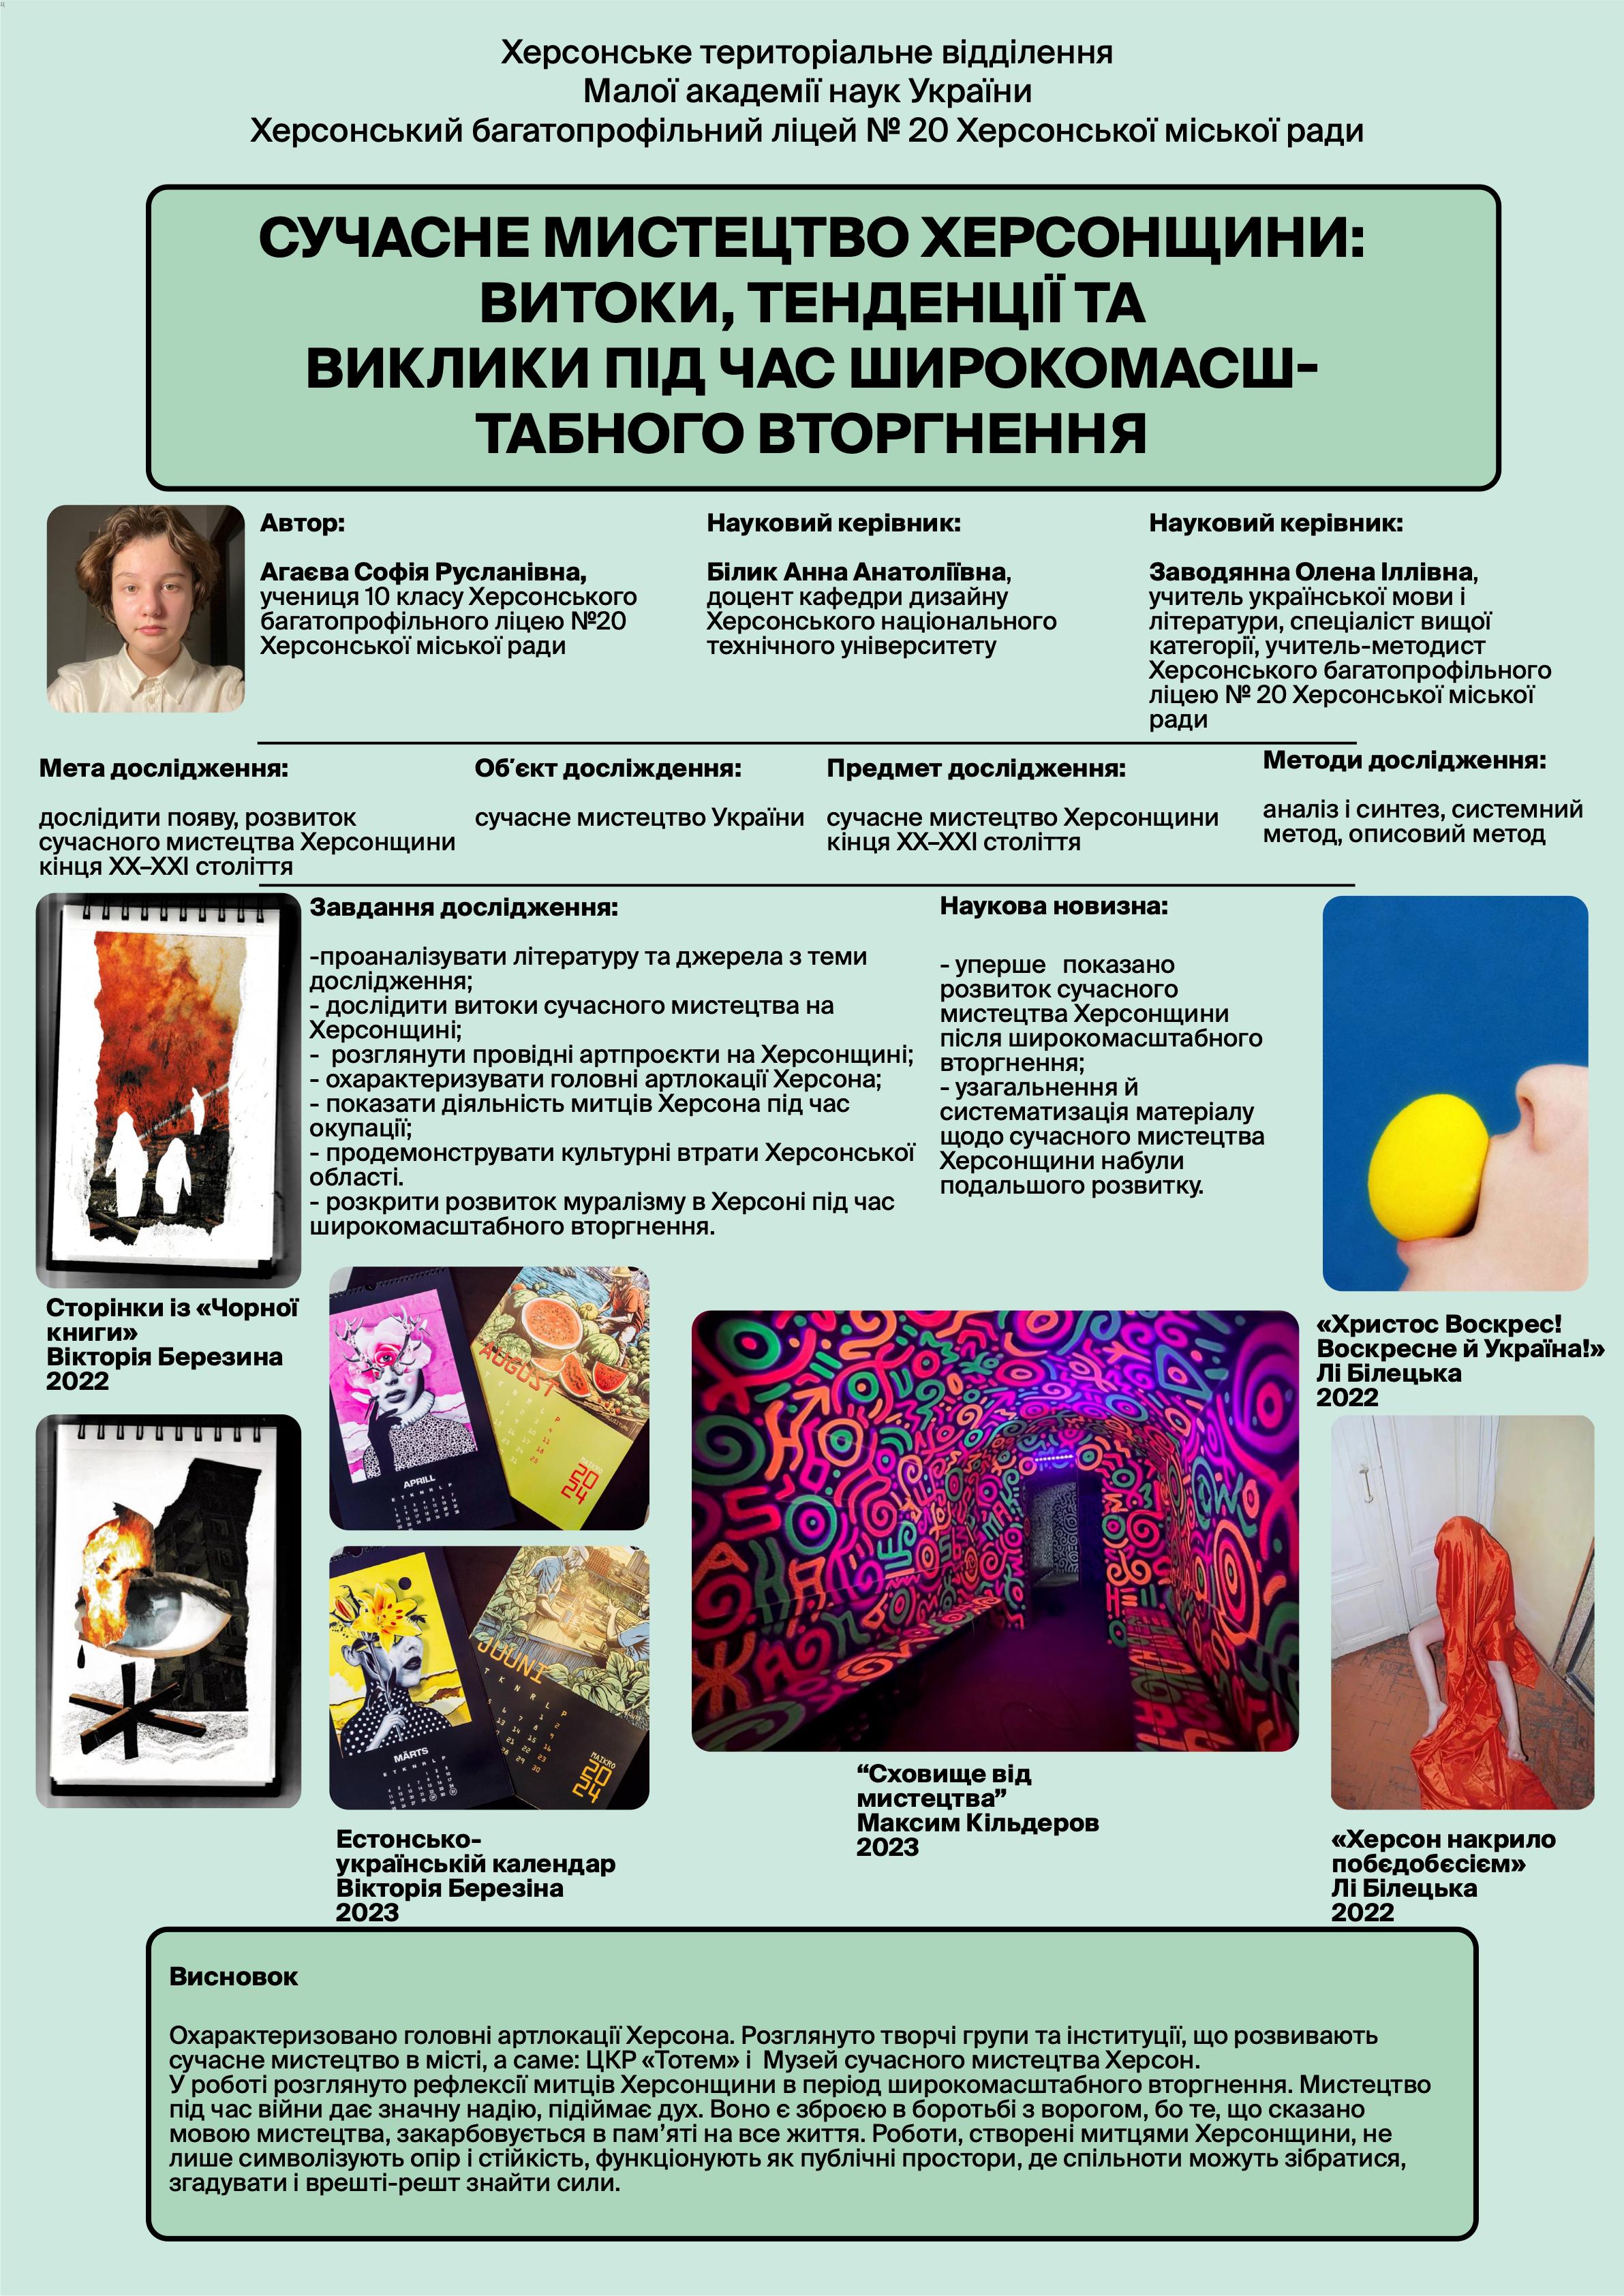 Херсонське територіальне відділення
Малої академії наук України
Херсонський багатопрофільний ліцей № 20 Херсонської міської ради
СУЧАСНЕ МИСТЕЦТВО ХЕРСОНЩИНИ:
ВИТОКИ, ТЕНДЕНЦІЇ ТА
ВИКЛИКИ ПІД ЧАС ШИРОКОМАСШ-
ТАБНОГО ВТОРГНЕННЯ
Автор:
Агаєва Софія Русланівна,
учениця 10 класу Херсонського
багатопрофільного ліцею №20
Херсонської міської ради
Науковий керівник:
Білик Анна Анатоліївна,
доцент кафедри дизайну
Херсонського національного
технічного університету
Науковий керівник:
Заводянна Олена Іллівна,
учитель української мови і
літератури, спеціаліст вищої
категорії, учитель-методист
Херсонського багатопрофільного
ліцею № 20 Херсонської міської
ради
Мета дослідження:
дослідити появу, розвиток
сучасного мистецтва Херсонщини
кінця ХХ–ХХІ століття
Об'єкт досліждення:
сучасне мистецтво України
Предмет дослідження:
сучасне мистецтво Херсонщини
кінця ХХ–ХХІ століття
Методи дослідження:
аналіз і синтез, системний
метод, описовий метод
Завдання дослідження:
-проаналізувати літературу та джерела з теми
дослідження;
- дослідити витоки сучасного мистецтва на
Херсонщині;
- розглянути провідні артпроєкти на Херсонщині;
- охарактеризувати головні артлокації Херсона;
- показати діяльність митців Херсона під час
окупації;
- продемонструвати культурні втрати Херсонської
області.
- розкрити розвиток муралізму в Херсоні під час
широкомасштабного вторгнення.
Наукова новизна:
- уперше показано
розвиток сучасного
мистецтва Херсонщини
після широкомасштабного
вторгнення;
- узагальнення й
систематизація матеріалу
щодо сучасного мистецтва
Херсонщини набули
подальшого розвитку.
Сторінки із «Чорної
книги»
Вікторія Березина
2022
AUGUST
APRILL
2024
JUUNI
MÄRTS
MAIKRO
2024
Естонсько-
українській календар
Вікторія Березіна
2023
“Сховище від
мистецтва”
Максим Кільдеров
2023
«Христос Воскрес!
Воскресне й Україна!»
Лі Білецька
2022
«Херсон накрило
побєдобєсієм»
Лі Білецька
2022
Висновок
Охарактеризовано головні артлокації Херсона. Розглянуто творчі групи та інституції, що розвивають
сучасне мистецтво в місті, а саме: ЦКР «Тотем» і Музей сучасного мистецтва Херсон.
У роботі розглянуто рефлексії митців Херсонщини в період широкомасштабного вторгнення. Мистецтво
під час війни дає значну надію, підіймає дух. Воно є зброєю в боротьбі з ворогом, бо те, що сказано
мовою мистецтва, закарбовується в пам’яті на все життя. Роботи, створені митцями Херсонщини, не
лише символізують опір і стійкість, функціонують як публічні простори, де спільноти можуть зібратися,
згадувати і врешті-решт знайти сили.